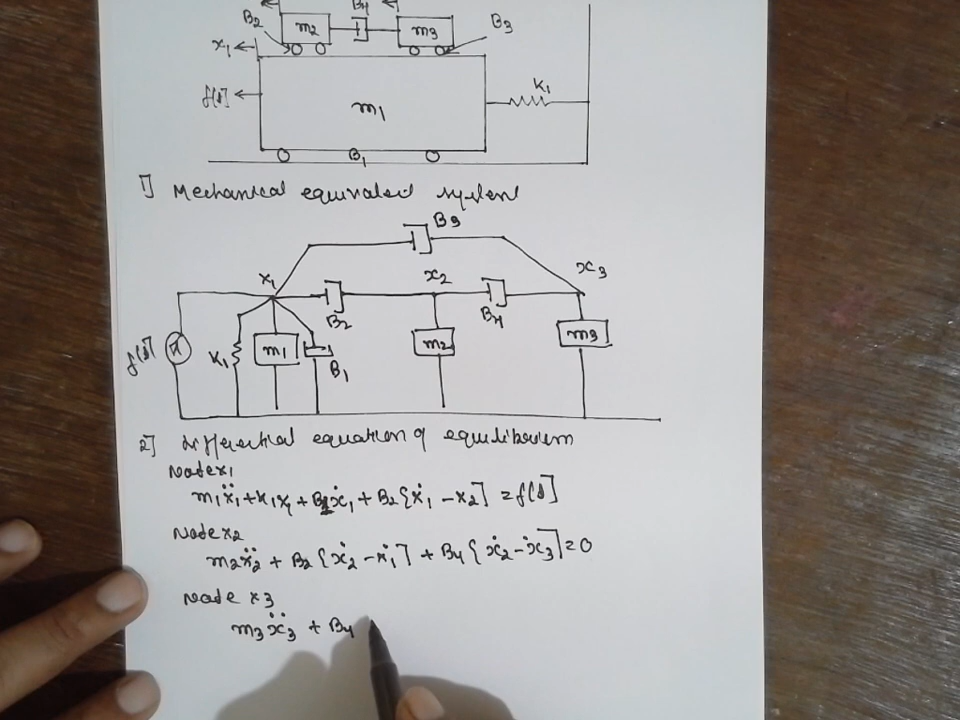 B2 m2 B4 m3 B3
x1
f(t) m1 K1
B1
1] Mechanical equivalent system
B3
x1 x2 x3
B2 B4
f(t) K1 m1 B1 m2 m3
2] Differential equation of equilibrium
Node x1
m1ẍ1 + K1x1 + B1ẋ1 + B2{ẋ1 - x2] = f(t]
Node x2
m2ẍ2 + B2{ẋ2 - ẋ1] + B4{ẋ2 - ẋ3] = 0
Node x3
m3ẍ3 + B4